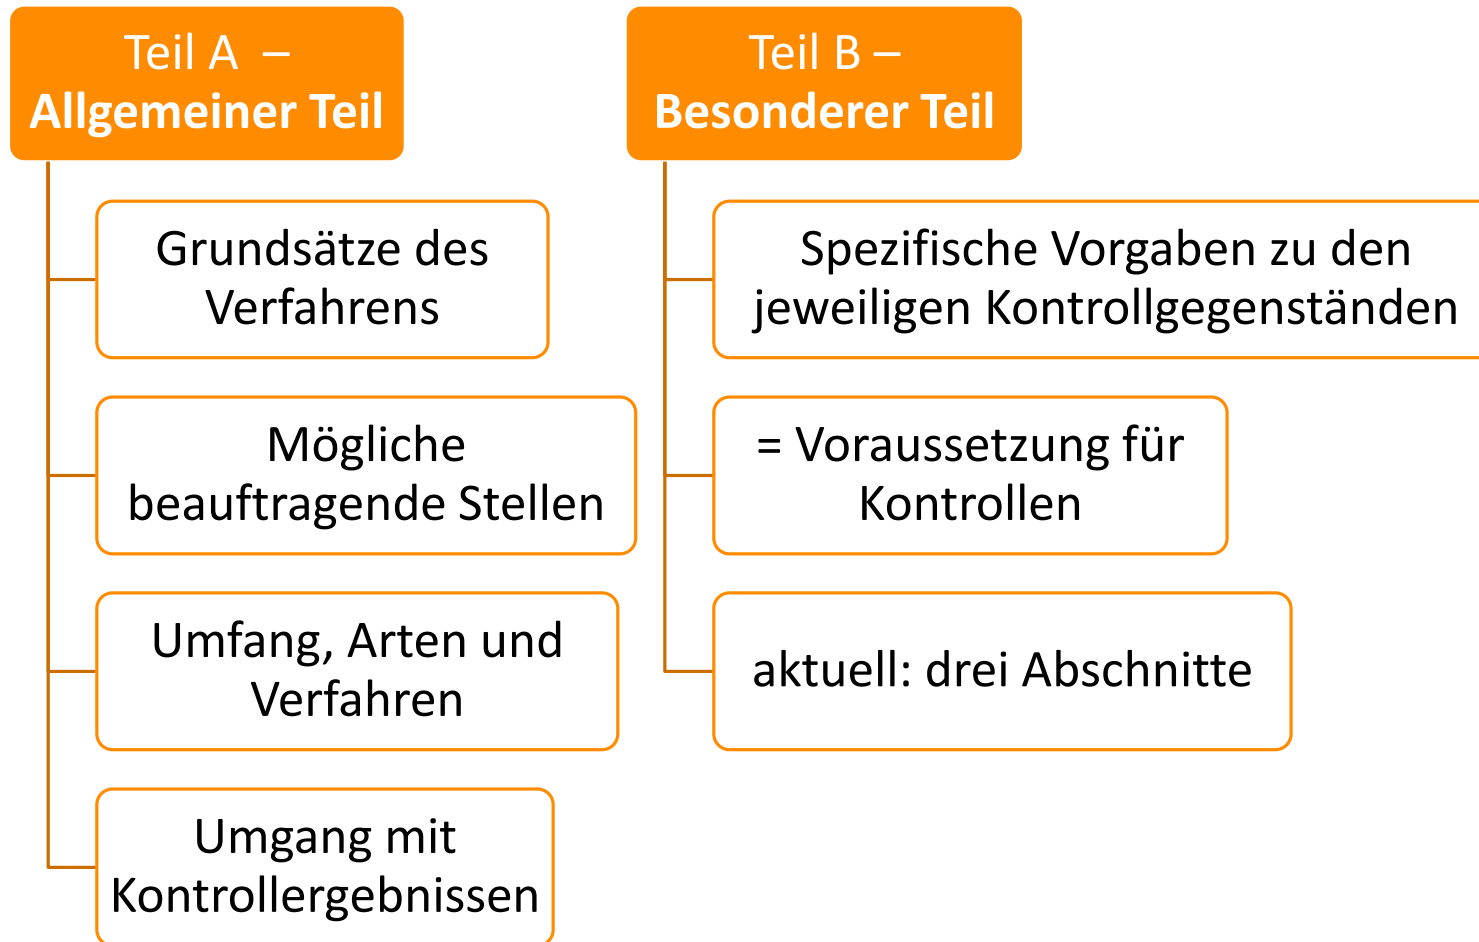 Teil A –
Allgemeiner Teil
Grundsätze des
Verfahrens
Mögliche
beauftragende Stellen
Umfang, Arten und
Verfahren
Umgang mit
Kontrollergebnissen
Teil B –
Besonderer Teil
Spezifische Vorgaben zu den
jeweiligen Kontrollgegenständen
= Voraussetzung für
Kontrollen
aktuell: drei Abschnitte